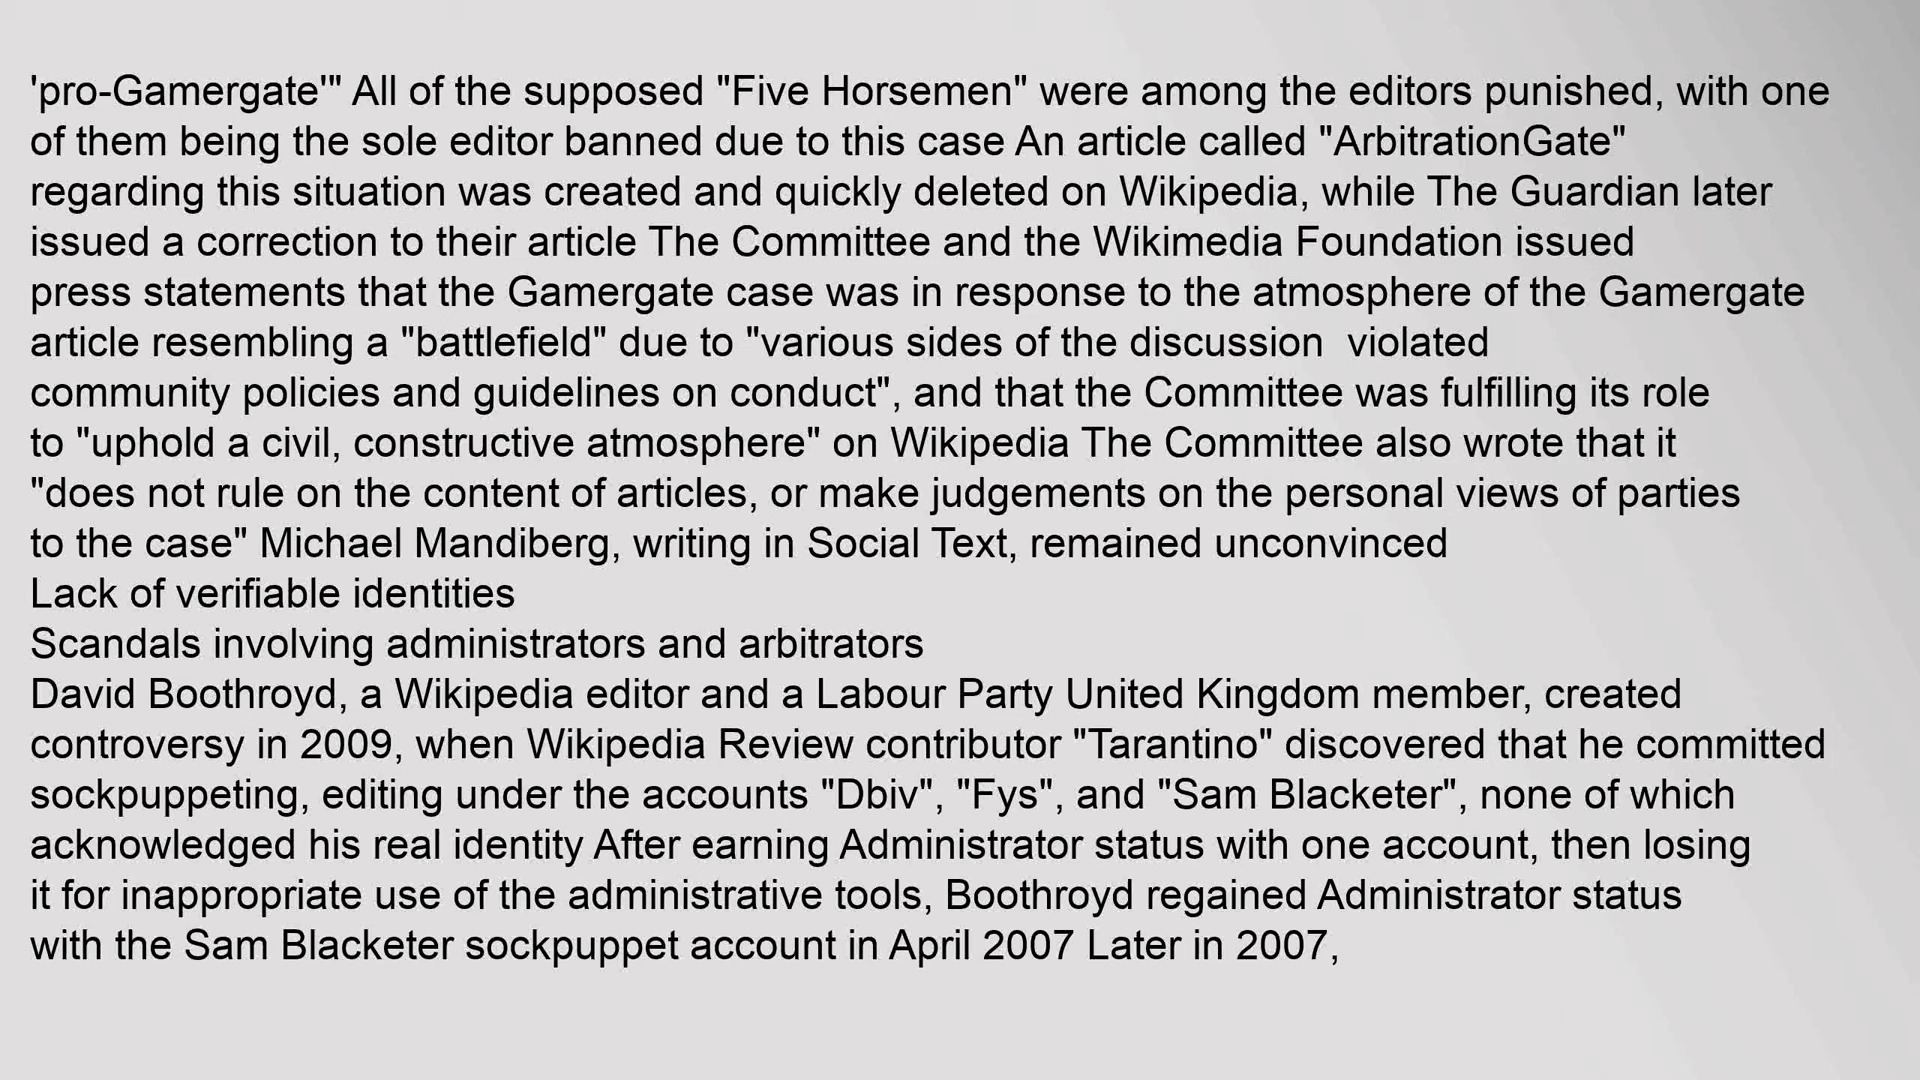 'pro-Gamergate'" All of the supposed "Five Horsemen" were among the editors punished, with one
of them being the sole editor banned due to this case An article called "ArbitrationGate"
regarding this situation was created and quickly deleted on Wikipedia, while The Guardian later
issued a correction to their article The Committee and the Wikimedia Foundation issued
press statements that the Gamergate case was in response to the atmosphere of the Gamergate
article resembling a "battlefield" due to "various sides of the discussion  violated
community policies and guidelines on conduct", and that the Committee was fulfilling its role
to "uphold a civil, constructive atmosphere" on Wikipedia The Committee also wrote that it
"does not rule on the content of articles, or make judgements on the personal views of parties
to the case" Michael Mandiberg, writing in Social Text, remained unconvinced
Lack of verifiable identities
Scandals involving administrators and arbitrators
David Boothroyd, a Wikipedia editor and a Labour Party United Kingdom member, created
controversy in 2009, when Wikipedia Review contributor "Tarantino" discovered that he committed
sockpuppeting, editing under the accounts "Dbiv", "Fys", and "Sam Blacketer", none of which
acknowledged his real identity After earning Administrator status with one account, then losing
it for inappropriate use of the administrative tools, Boothroyd regained Administrator status
with the Sam Blacketer sockpuppet account in April 2007 Later in 2007,